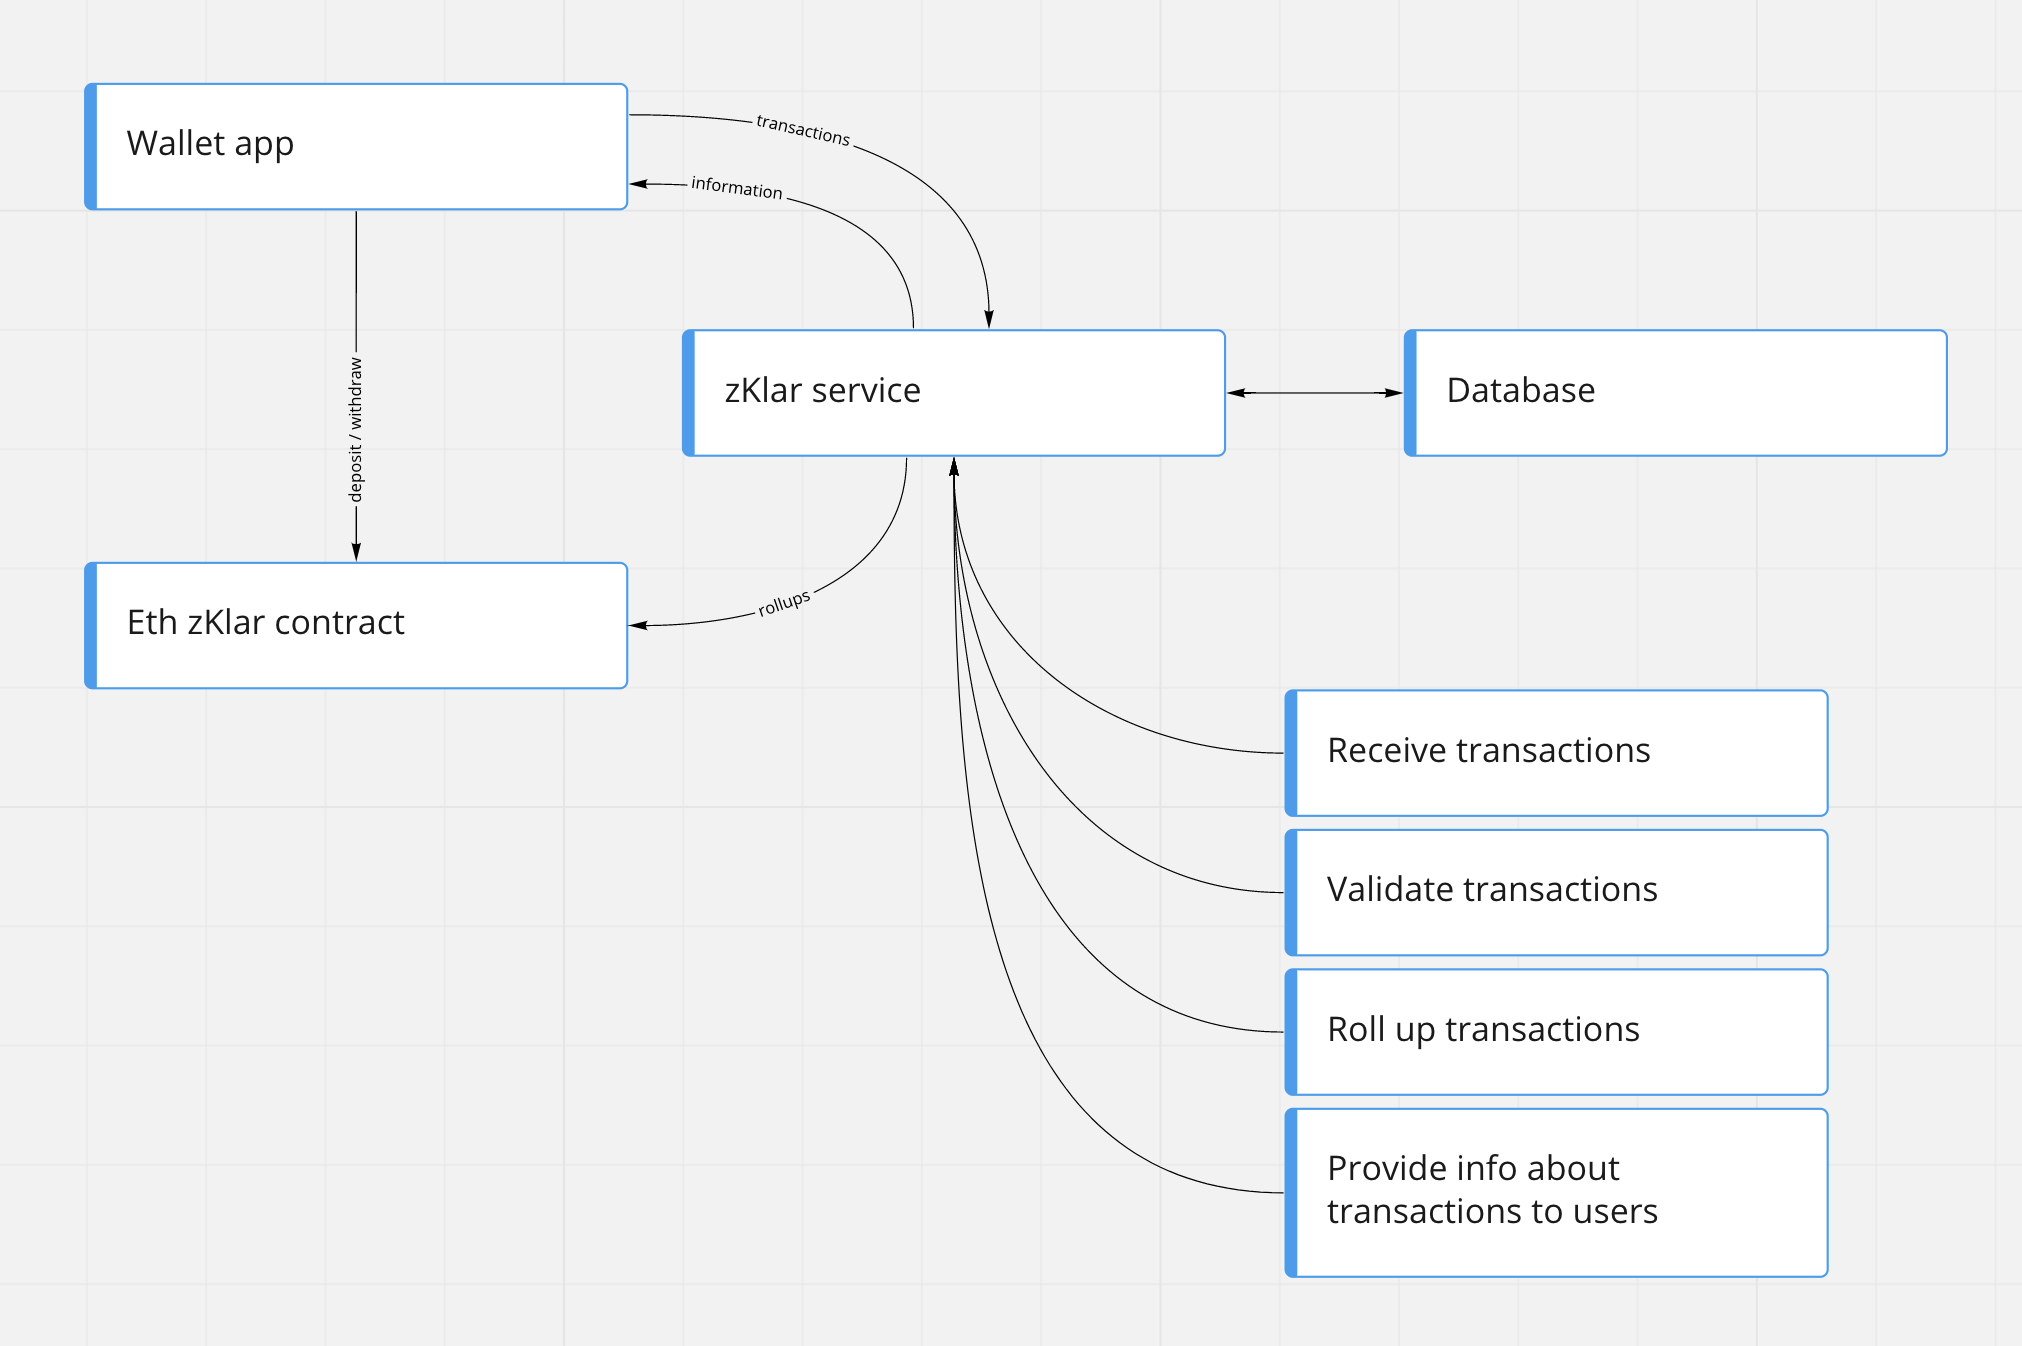 Wallet app
transactions
information
zKlar service
Database
deposit / withdraw
Eth zKlar contract
rollups
Receive transactions
Validate transactions
Roll up transactions
Provide info about
transactions to users